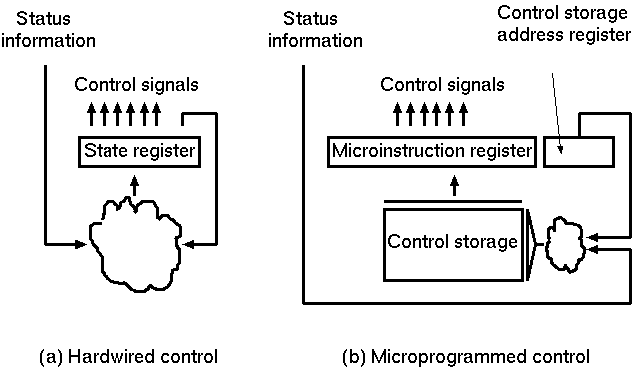 Status
information
Control signals
State register
(a) Hardwired control
Status
information
Control storage
address register
Control signals
Microinstruction register
Control storage
(b) Microprogrammed control